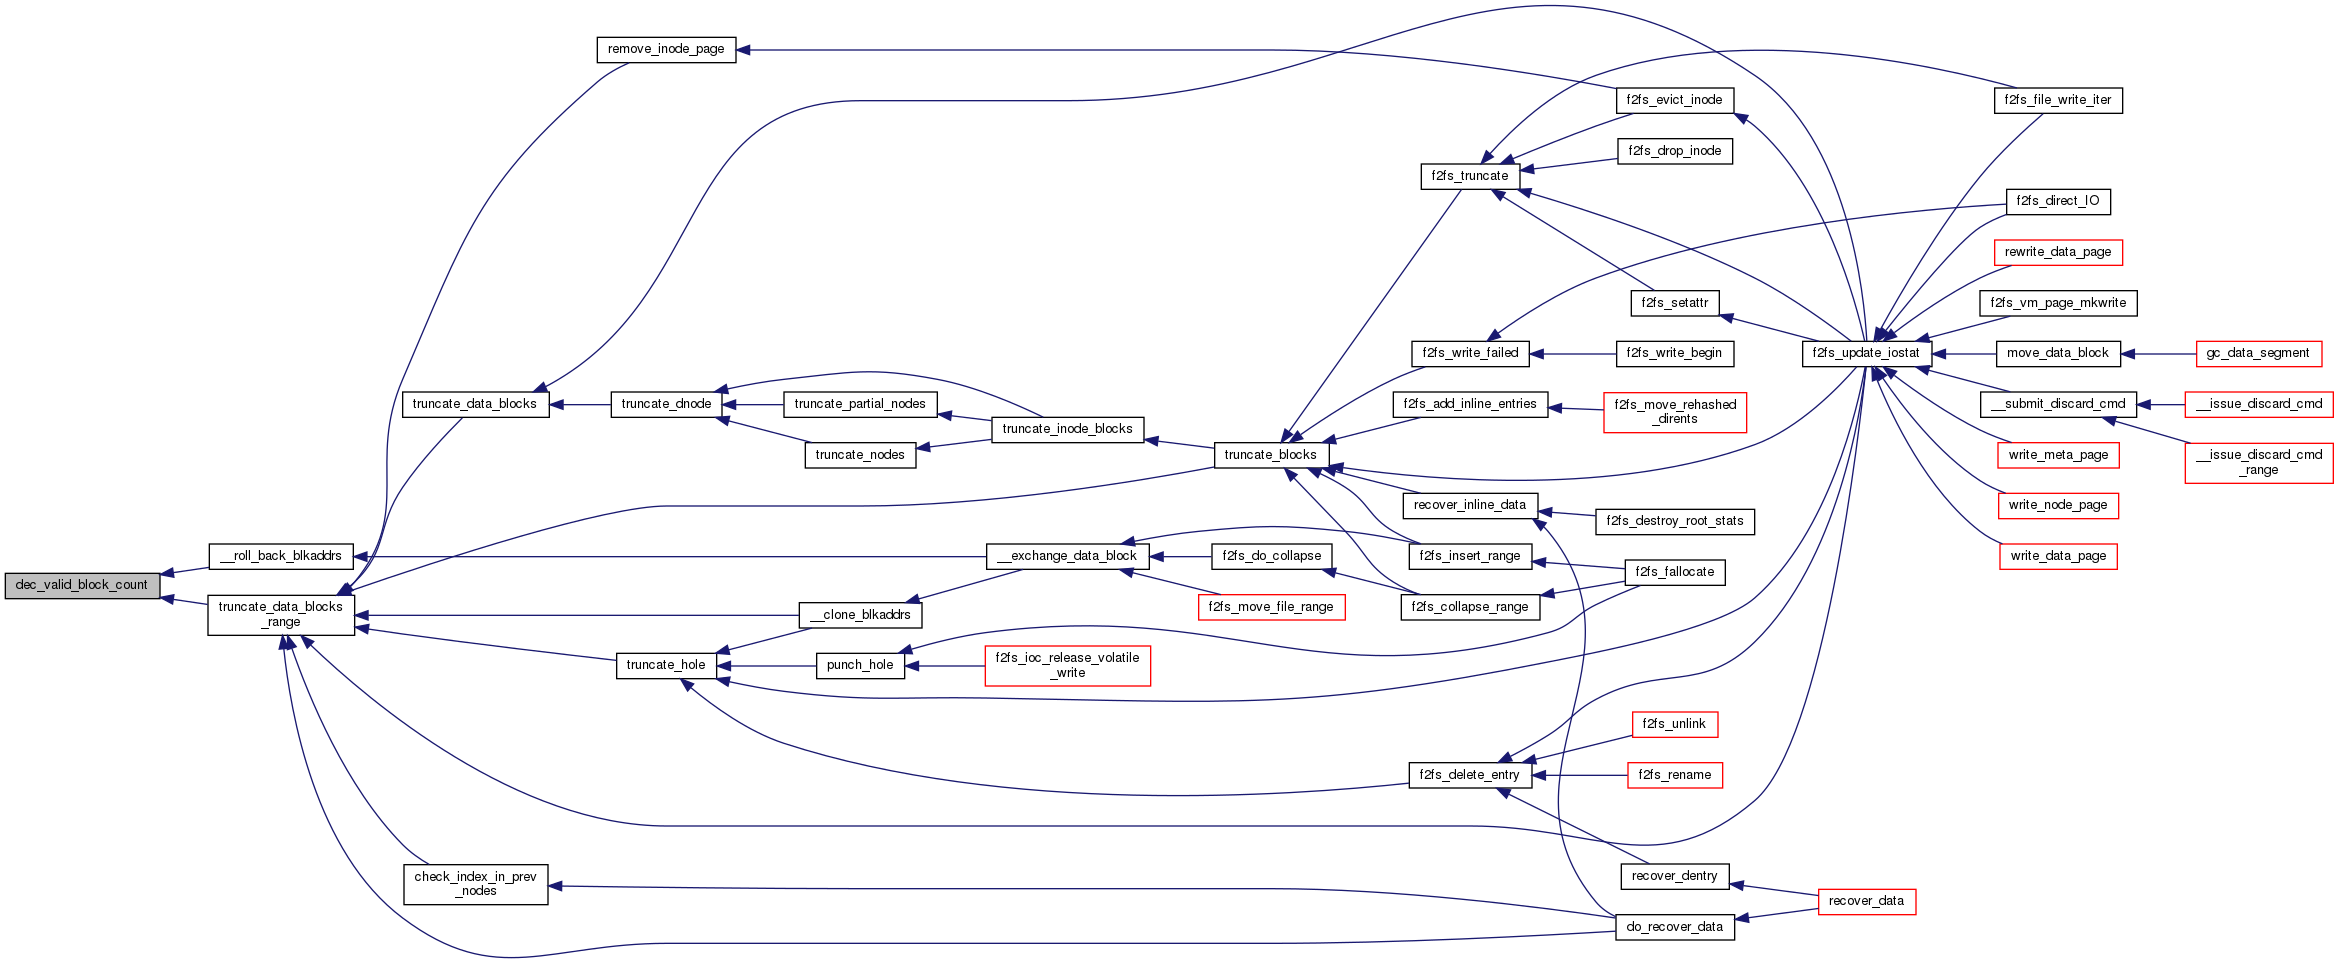 dec_valid_block_count
__roll_back_blkaddrs
truncate_data_blocks
_range
remove_inode_page
truncate_data_blocks
check_index_in_prev
_nodes
truncate_dnode
truncate_hole
truncate_partial_nodes
truncate_nodes
__clone_blkaddrs
punch_hole
truncate_inode_blocks
__exchange_data_block
f2fs_ioc_release_volatile
_write
truncate_blocks
f2fs_do_collapse
f2fs_move_file_range
f2fs_truncate
f2fs_write_failed
f2fs_add_inline_entries
recover_inline_data
f2fs_insert_range
f2fs_collapse_range
f2fs_delete_entry
f2fs_evict_inode
f2fs_drop_inode
f2fs_setattr
f2fs_write_begin
f2fs_move_rehashed
_dirents
f2fs_destroy_root_stats
f2fs_fallocate
f2fs_unlink
f2fs_rename
recover_dentry
do_recover_data
f2fs_update_iostat
recover_data
f2fs_file_write_iter
f2fs_direct_IO
rewrite_data_page
f2fs_vm_page_mkwrite
move_data_block
__submit_discard_cmd
write_meta_page
write_node_page
write_data_page
gc_data_segment
__issue_discard_cmd
__issue_discard_cmd
_range